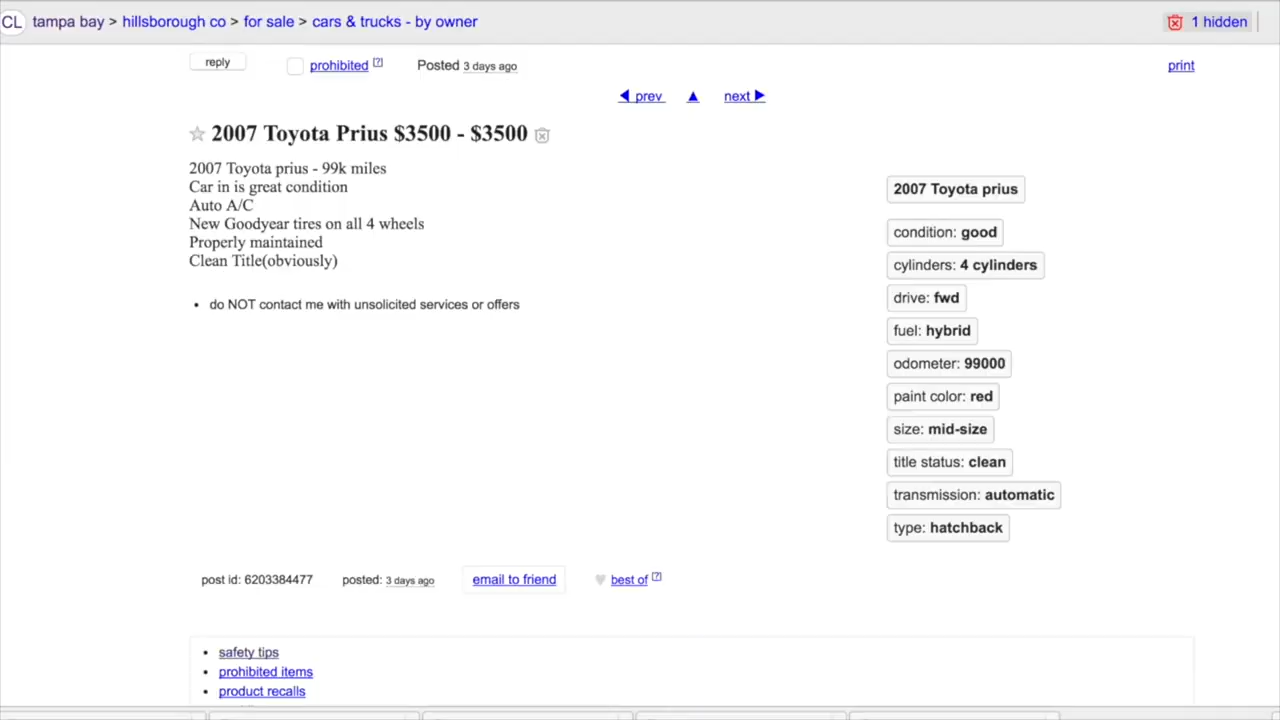 CL tampa bay > hillsborough co > for sale > cars & trucks - by owner
1 hidden
reply
prohibited [?]
Posted 3 days ago
print
◀ prev ▲ next ▶
☆ 2007 Toyota Prius $3500 - $3500
2007 Toyota prius - 99k miles
Car in is great condition
Auto A/C
New Goodyear tires on all 4 wheels
Properly maintained
Clean Title(obviously)
• do NOT contact me with unsolicited services or offers
2007 Toyota prius
condition: good
cylinders: 4 cylinders
drive: fwd
fuel: hybrid
odometer: 99000
paint color: red
size: mid-size
title status: clean
transmission: automatic
type: hatchback
post id: 6203384477
posted: 3 days ago
email to friend
♥ best of [?]
• safety tips
• prohibited items
• product recalls